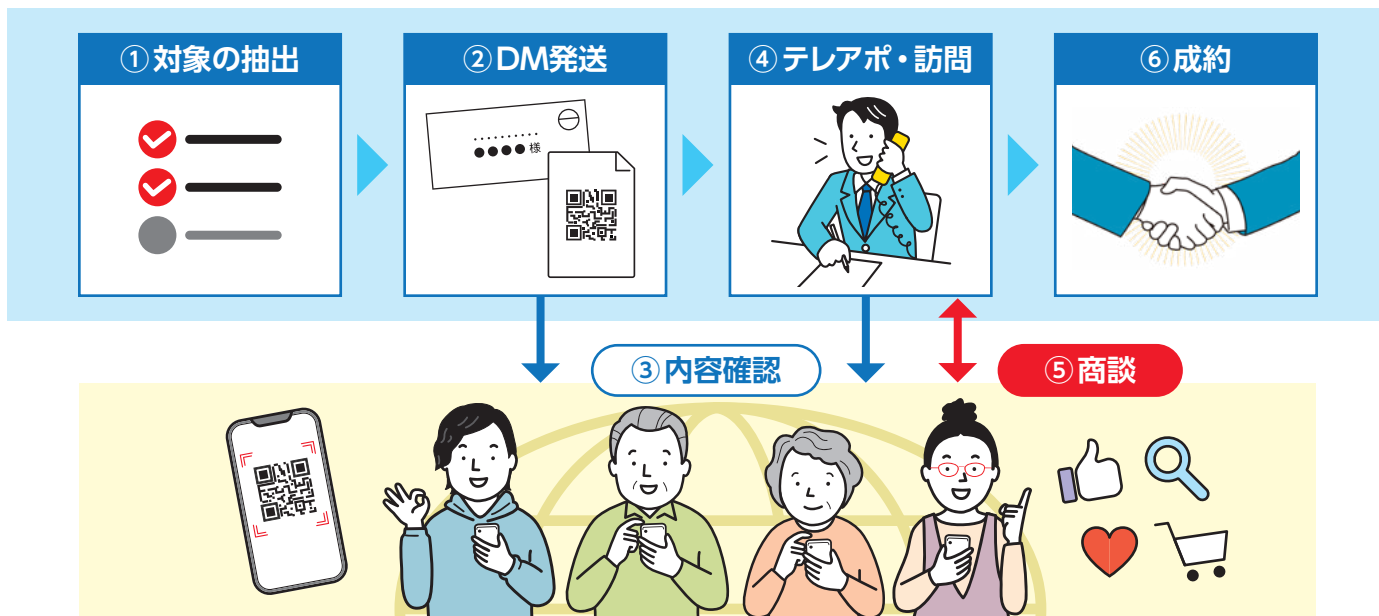 ①対象の抽出
②DM発送
④テレアポ・訪問
⑥成約
●●●●様
③内容確認
⑤商談